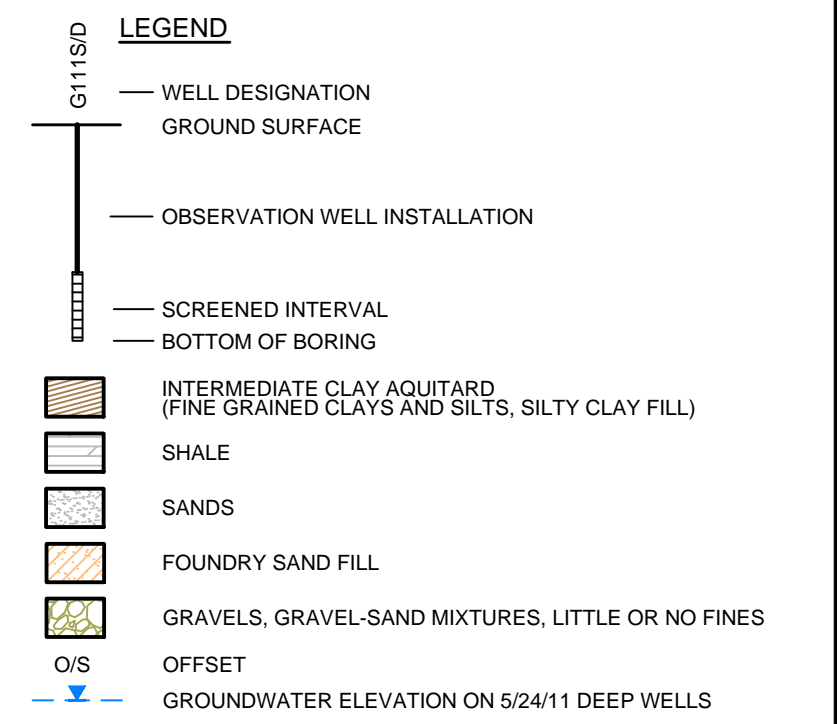 G111S/D
LEGEND
WELL DESIGNATION
GROUND SURFACE
OBSERVATION WELL INSTALLATION
SCREENED INTERVAL
BOTTOM OF BORING
INTERMEDIATE CLAY AQUITARD
(FINE GRAINED CLAYS AND SILTS, SILTY CLAY FILL)
SHALE
SANDS
FOUNDRY SAND FILL
GRAVELS, GRAVEL-SAND MIXTURES, LITTLE OR NO FINES
O/S OFFSET
GROUNDWATER ELEVATION ON 5/24/11 DEEP WELLS